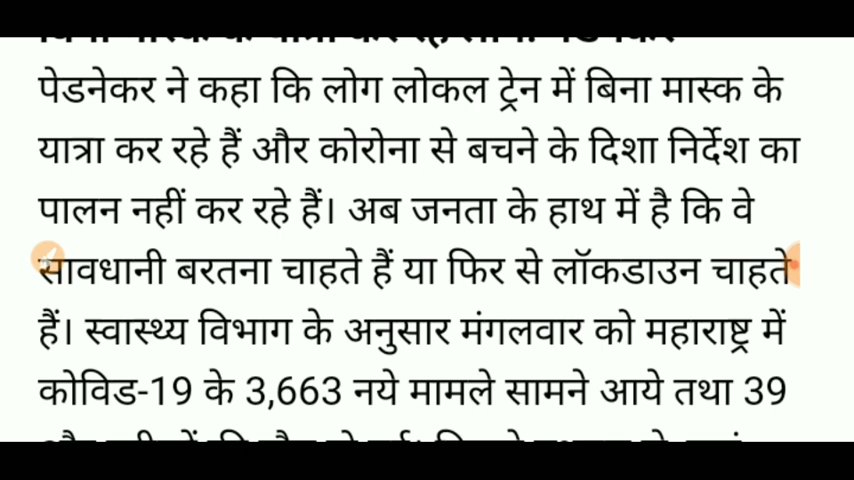 पेडनेकर ने कहा कि लोग लोकल ट्रेन में बिना मास्क के
यात्रा कर रहे हैं और कोरोना से बचने के दिशा निर्देश का
पालन नहीं कर रहे हैं। अब जनता के हाथ में है कि वे
सावधानी बरतना चाहते हैं या फिर से लॉकडाउन चाहते
हैं। स्वास्थ्य विभाग के अनुसार मंगलवार को महाराष्ट्र में
कोविड-19 के 3,663 नये मामले सामने आये तथा 39